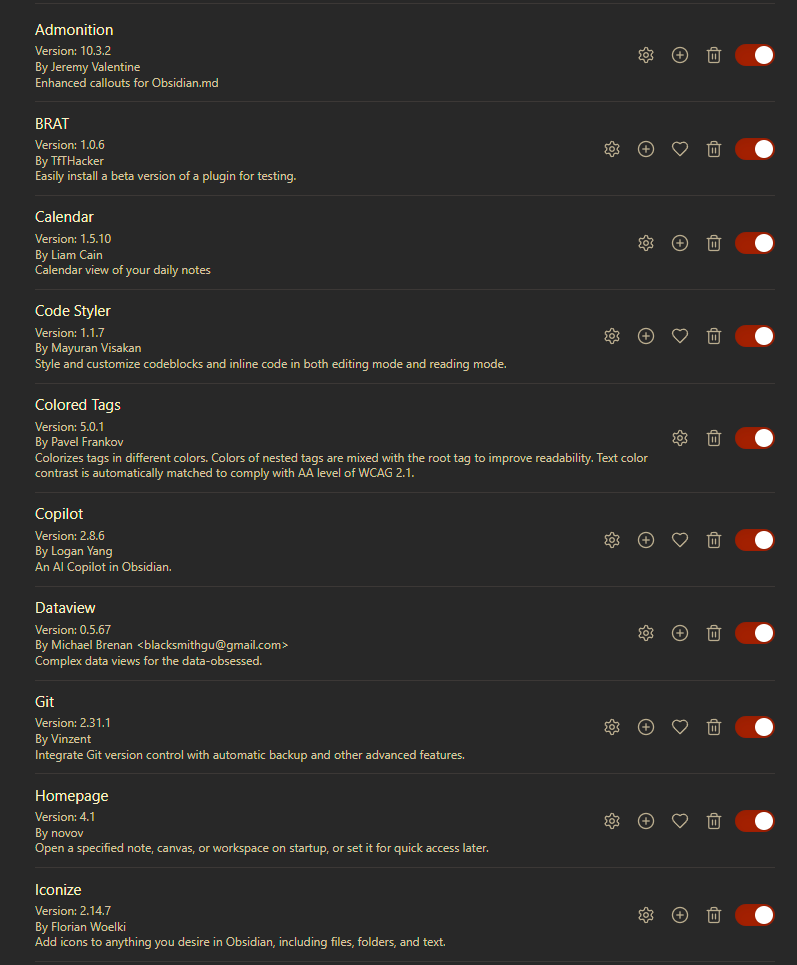 Admonition
Version: 10.3.2
By Jeremy Valentine
Enhanced callouts for Obsidian.md
BRAT
Version: 1.0.6
By TfTHacker
Easily install a beta version of a plugin for testing.
Calendar
Version: 1.5.10
By Liam Cain
Calendar view of your daily notes
Code Styler
Version: 1.1.7
By Mayuran Visakan
Style and customize codeblocks and inline code in both editing mode and reading mode.
Colored Tags
Version: 5.0.1
By Pavel Frankov
Colorizes tags in different colors. Colors of nested tags are mixed with the root tag to improve readability. Text color
contrast is automatically matched to comply with AA level of WCAG 2.1.
Copilot
Version: 2.8.6
By Logan Yang
An AI Copilot in Obsidian.
Dataview
Version: 0.5.67
By Michael Brenan <blacksmithgu@gmail.com>
Complex data views for the data-obsessed.
Git
Version: 2.31.1
By Vinzent
Integrate Git version control with automatic backup and other advanced features.
Homepage
Version: 4.1
By novov
Open a specified note, canvas, or workspace on startup, or set it for quick access later.
Iconize
Version: 2.14.7
By Florian Woelki
Add icons to anything you desire in Obsidian, including files, folders, and text.